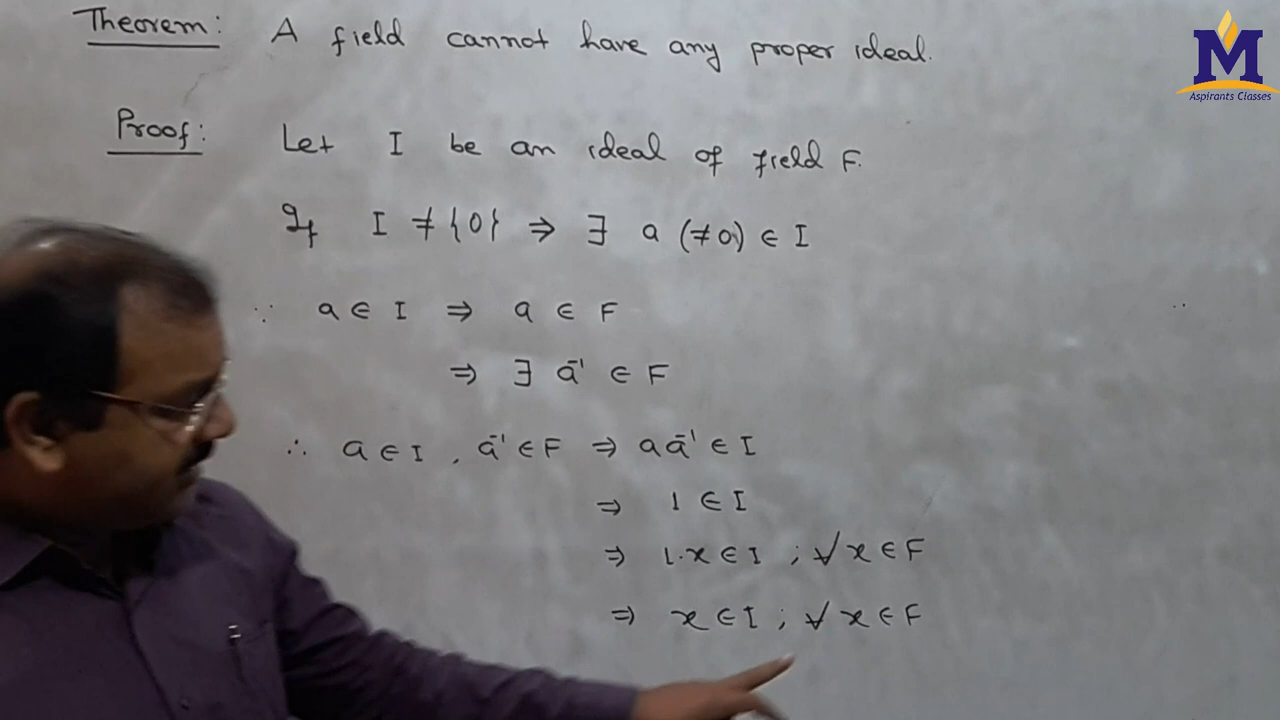 Theorem: A field cannot have any proper ideal.
M
Aspirants Classes
Proof: Let I be an ideal of field F.
If I ≠ {0} ⇒ ∃ a (≠0) ∈ I
∵ a ∈ I ⇒ a ∈ F
⇒ ∃ a⁻¹ ∈ F
∴ a ∈ I , a⁻¹ ∈ F ⇒ a a⁻¹ ∈ I
⇒ 1 ∈ I
⇒ 1.x ∈ I ; ∀ x ∈ F
⇒ x ∈ I ; ∀ x ∈ F